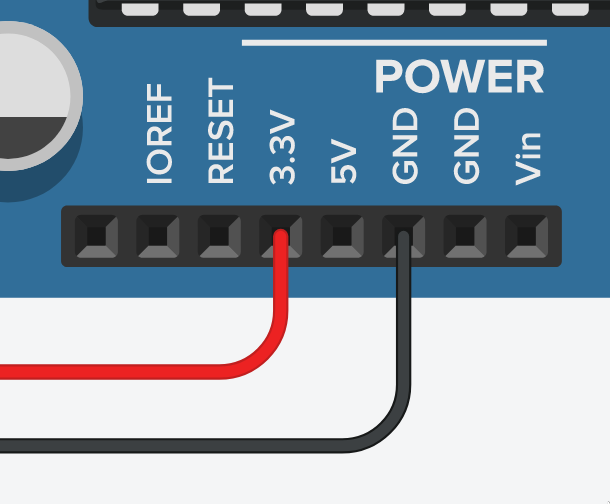 POWER
IOREF
RESET
3.3V
5V
GND
GND
Vin